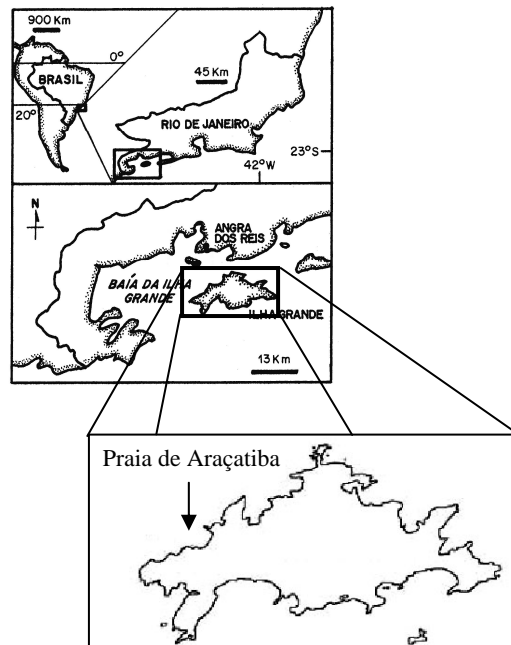 900 Km
0°
BRASIL
45 Km
20°
RIO DE JANEIRO
23°S
42°W
N
ANGRA
DOS REIS
BAÍA DA ILHA
GRANDE
ILHA GRANDE
13 Km
Praia de Araçatiba